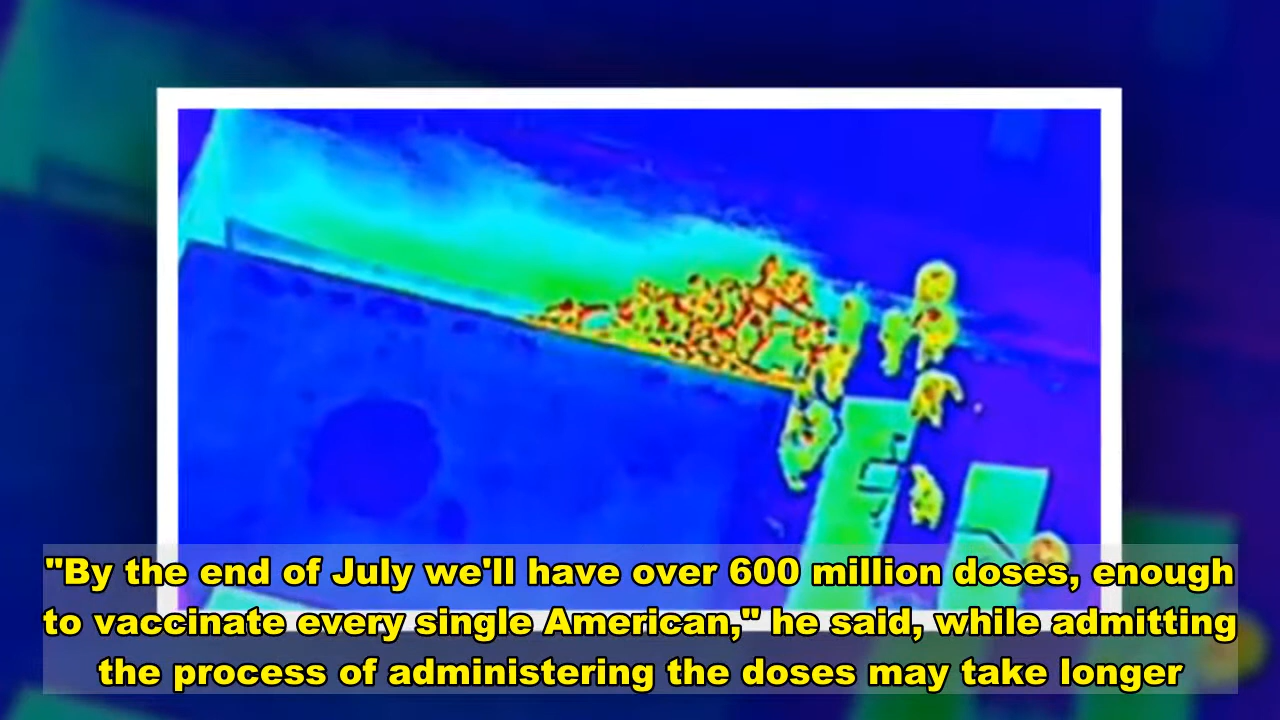 "By the end of July we'll have over 600 million doses, enough
to vaccinate every single American," he said, while admitting
the process of administering the doses may take longer